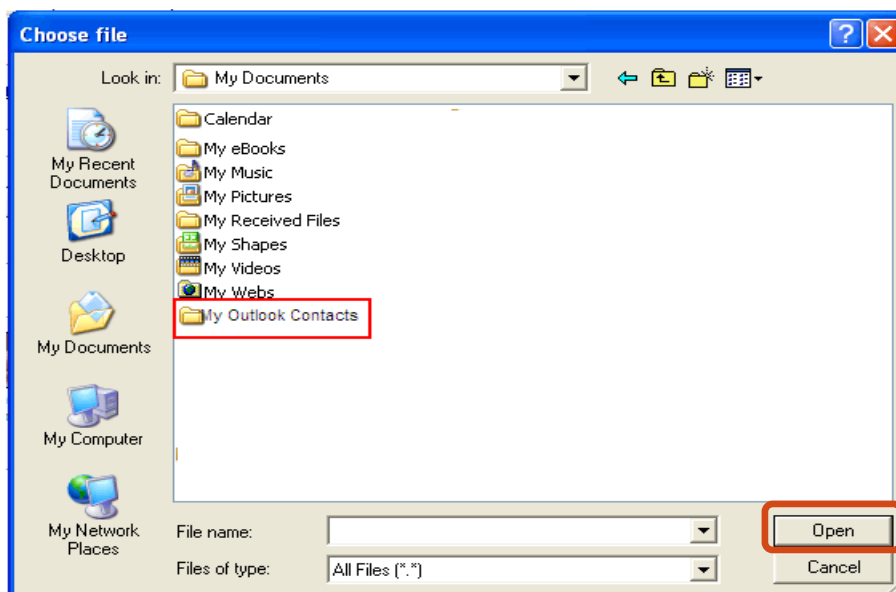 Choose file
Look in: My Documents
My Recent
Documents
Desktop
My Documents
My Computer
My Network
Places
Calendar
My eBooks
My Music
My Pictures
My Received Files
My Shapes
My Videos
My Webs
My Outlook Contacts
File name:
Open
Files of type: All Files (*.*)
Cancel